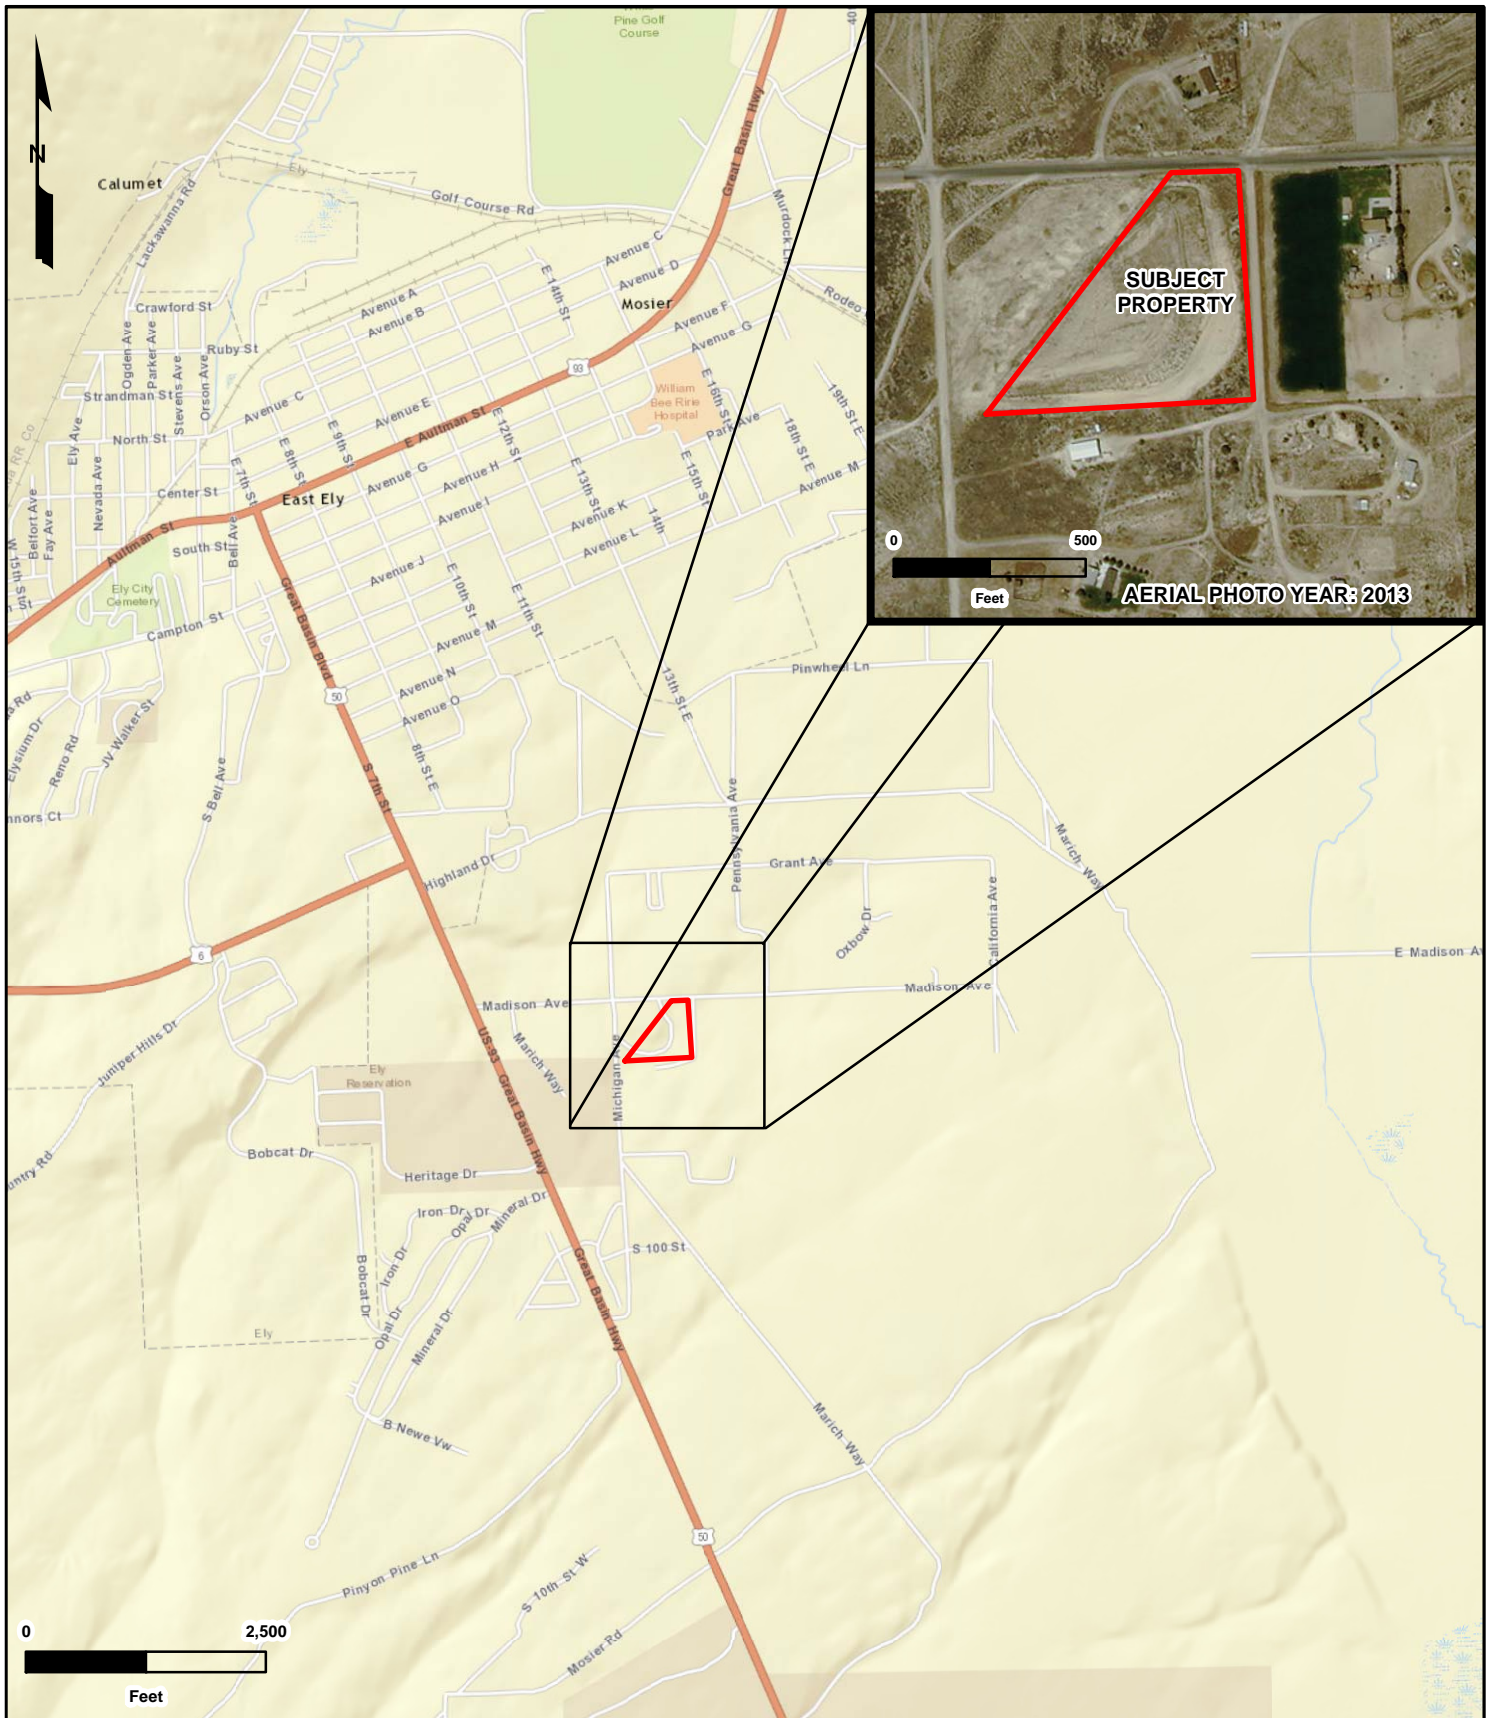 Pine Golf
Course
N
Calumet
Lackawanna Rd
Ely
Golf Course Rd
Great Basin Hwy
Murdock Ln
Rodeo
Avenue C
Avenue D
E 14th St
Mosier
Avenue A
Avenue B
Avenue F
Avenue G
Crawford St
Ogden Ave
Parker Ave
Stevens Ave
Orson Ave
Ruby St
93
Strandman St
William
Bee Ririe
Hospital
E 16th St
19th St E
18th St E
Park Ave
Avenue M
Avenue C
Avenue E
E Aultman St
E 12th St
North St
Ely Ave
Nevada Ave
E 7th St
E 8th St
E 9th St
Avenue G
Avenue H
Avenue I
E 13th St
E 15th St
14th
Avenue K
Avenue L
Center St
East Ely
Belfort Ave
Fay Ave
W 15th St
Aultman St
South St
Bell Ave
Avenue J
E 10th St
E 11th St
Ely City
Cemetery
Campton St
Great Basin Blvd
Avenue M
Avenue N
Avenue O
50
13th St E
Pinwheel Ln
Elysium Dr
Reno Rd
JV Walker St
8th St E
S Bell Ave
S 7th St
nnors Ct
Pennsylvania Ave
Marich Way
Highland Dr
Grant Ave
Oxbow Dr
California Ave
6
E Madison Av
Madison Ave
Madison Ave
Juniper Hills Dr
US-93
Great Basin Hwy
Marich Way
Michigan Ave
Ely
Reservation
untry Rd
Bobcat Dr
Heritage Dr
Iron Dr
Opal Dr
Mineral Dr
Iron Dr
S 100 St
Great Basin Hwy
Bobcat Dr
Opal Dr
Mineral Dr
Ely
B Newe Vw
Marich Way
50
Pinyon Pine Ln
S 10th St W
Mosier Rd
0
2,500
Feet
SUBJECT
PROPERTY
0
500
Feet
AERIAL PHOTO YEAR: 2013